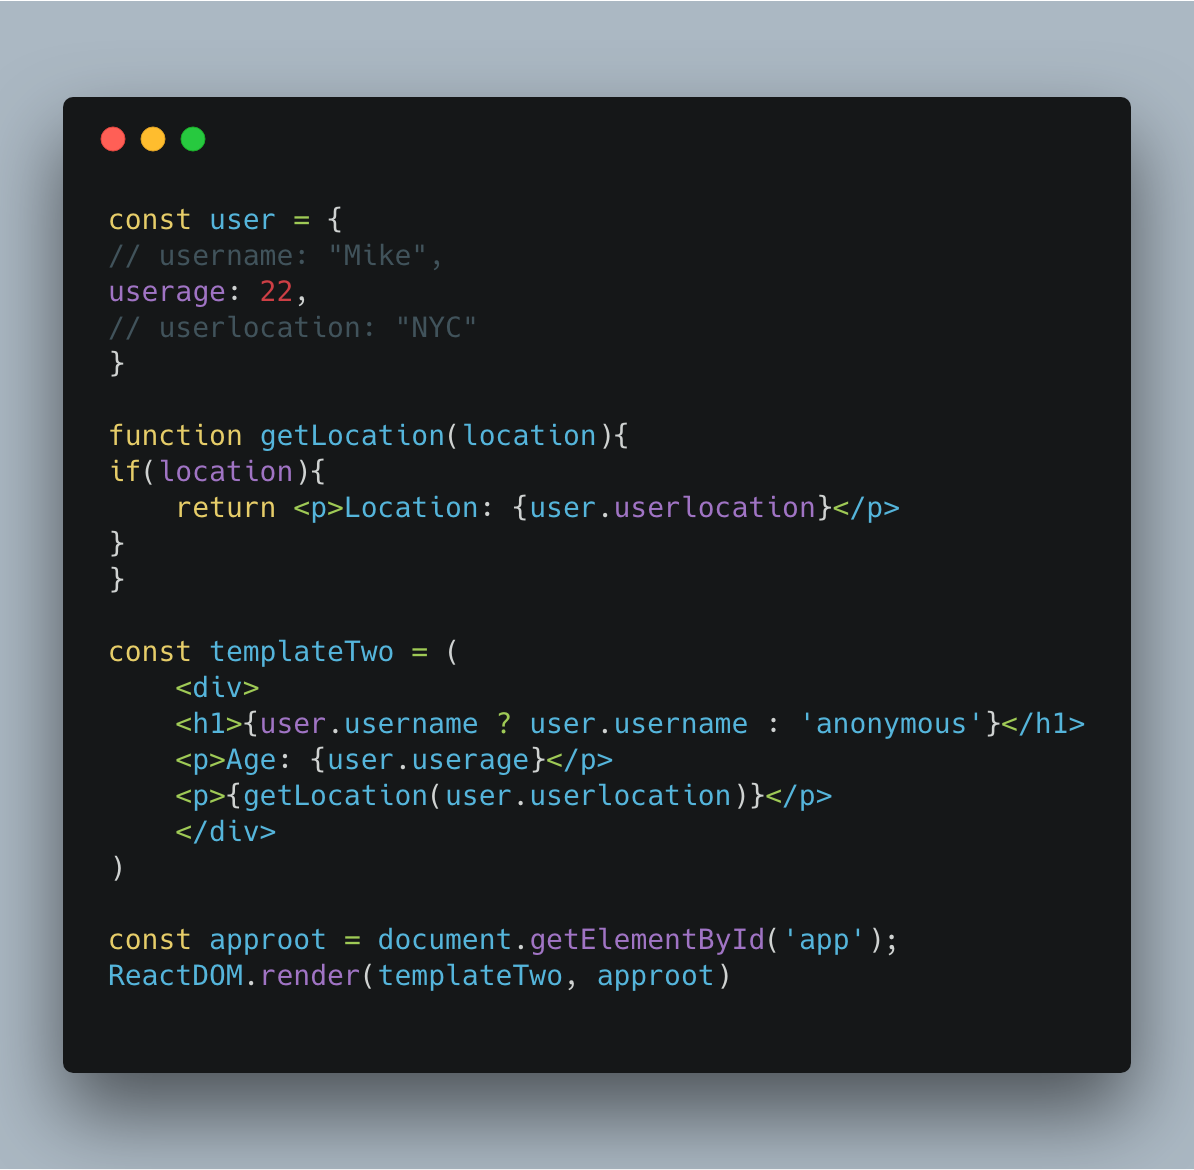 const user = {
// username: "Mike",
userage: 22,
// userlocation: "NYC"
}
function getLocation(location){
if(location){
return <p>Location: {user.userlocation}</p>
}
}
const templateTwo = (
<div>
<h1>{user.username ? user.username : 'anonymous'}</h1>
<p>Age: {user.userage}</p>
<p>{getLocation(user.userlocation)}</p>
</div>
)
const approot = document.getElementById('app');
ReactDOM.render(templateTwo, approot)